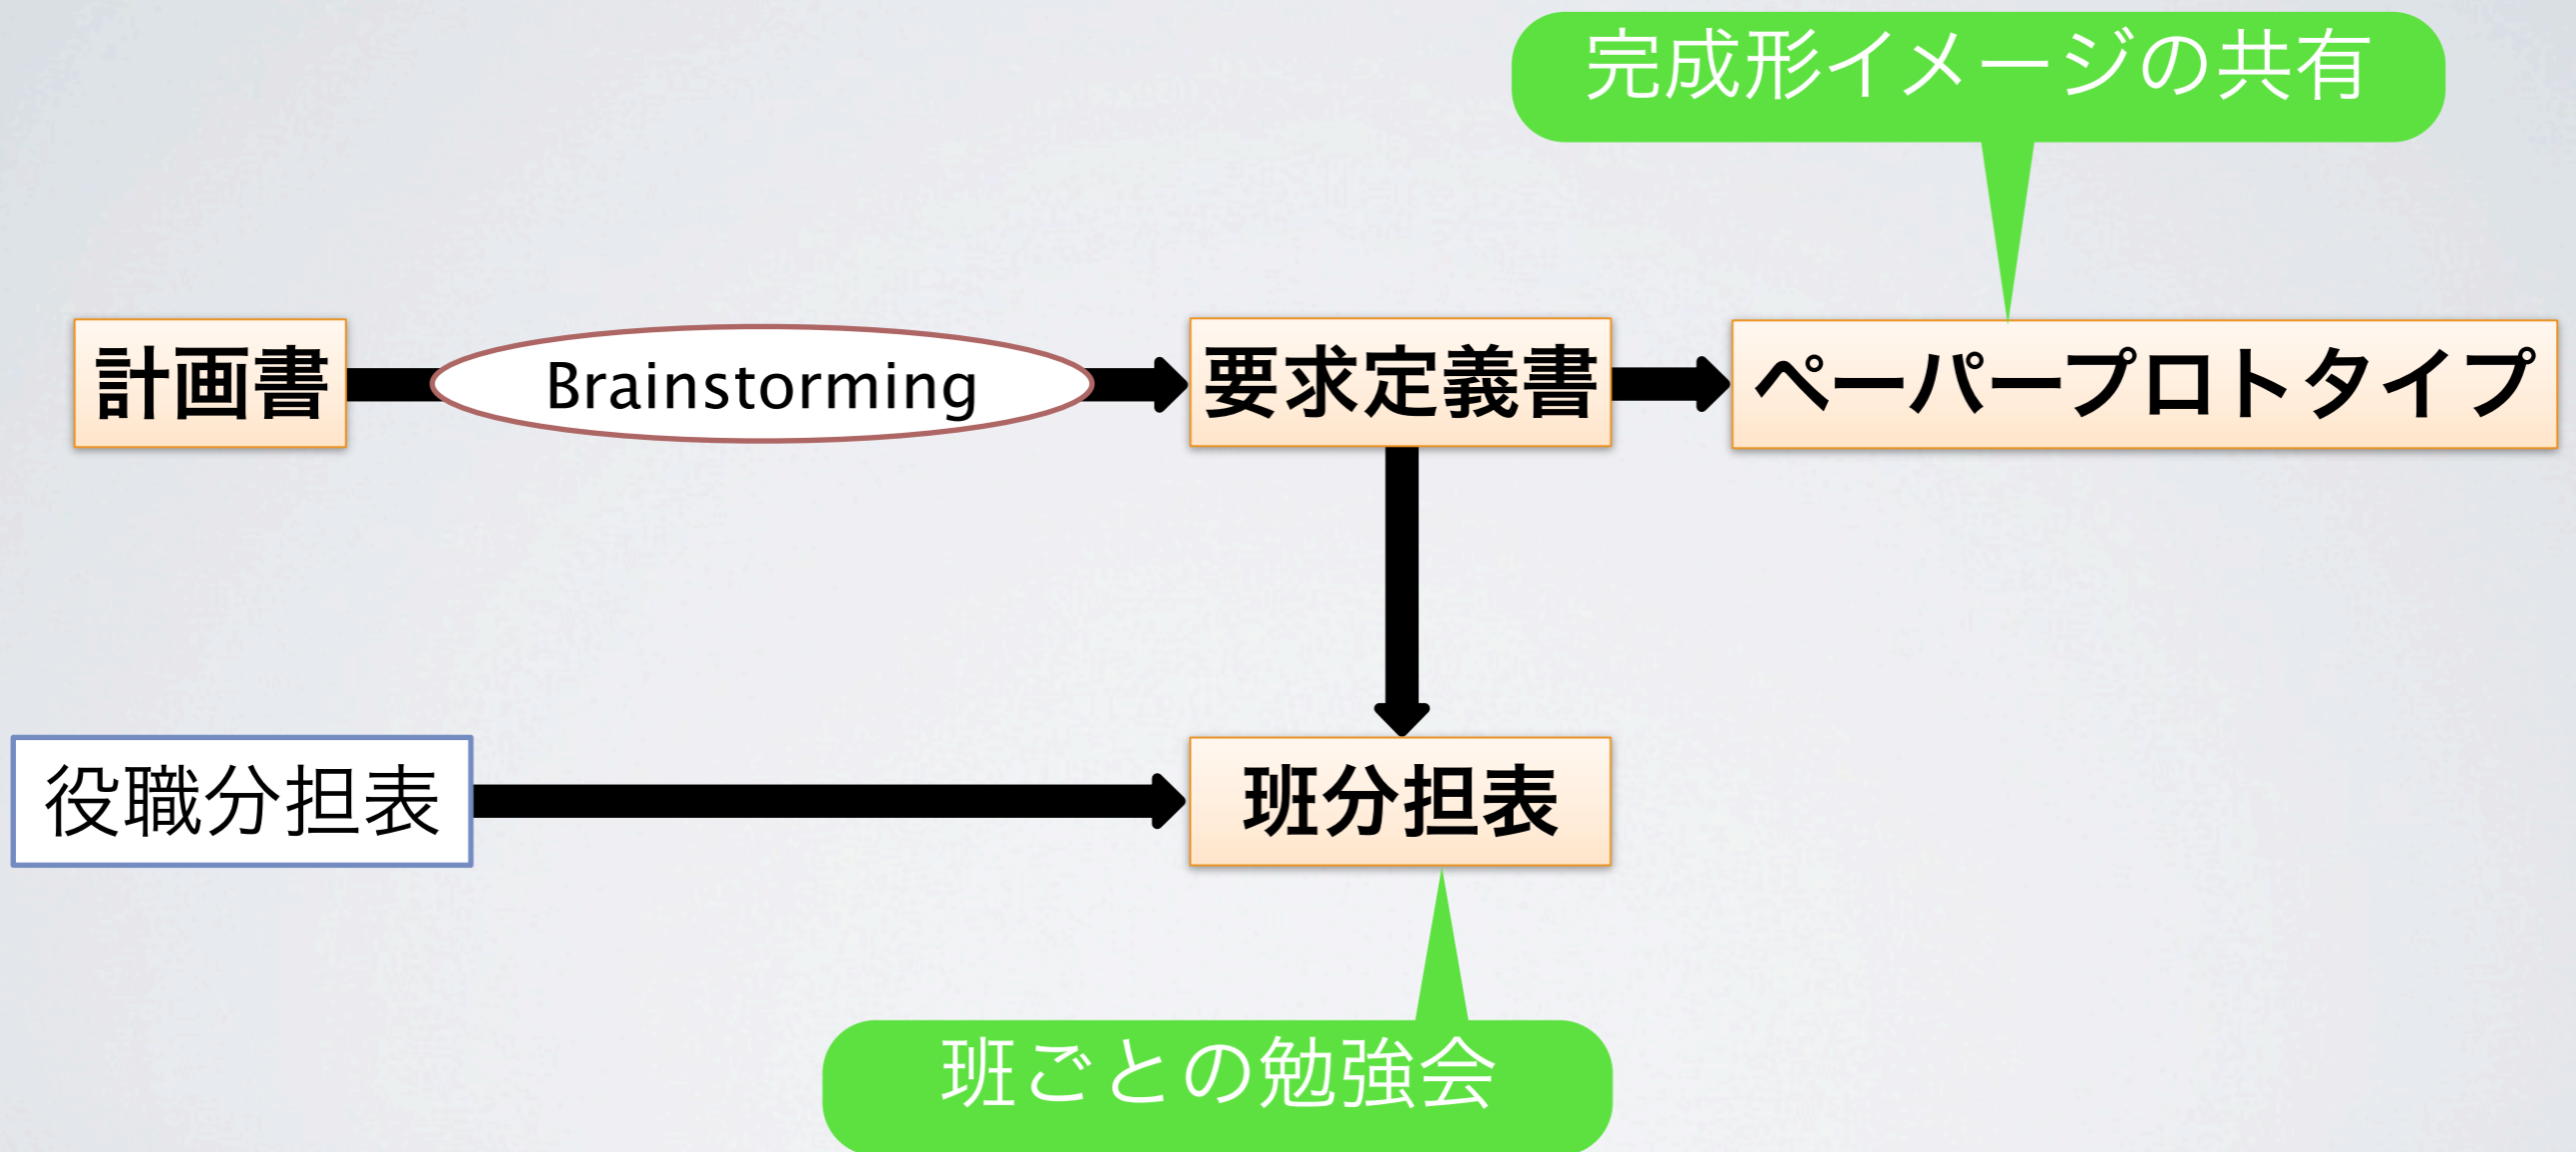 完成形イメージの共有
計画書
Brainstorming
要求定義書
ペーパープロトタイプ
役職分担表
班分担表
班ごとの勉強会